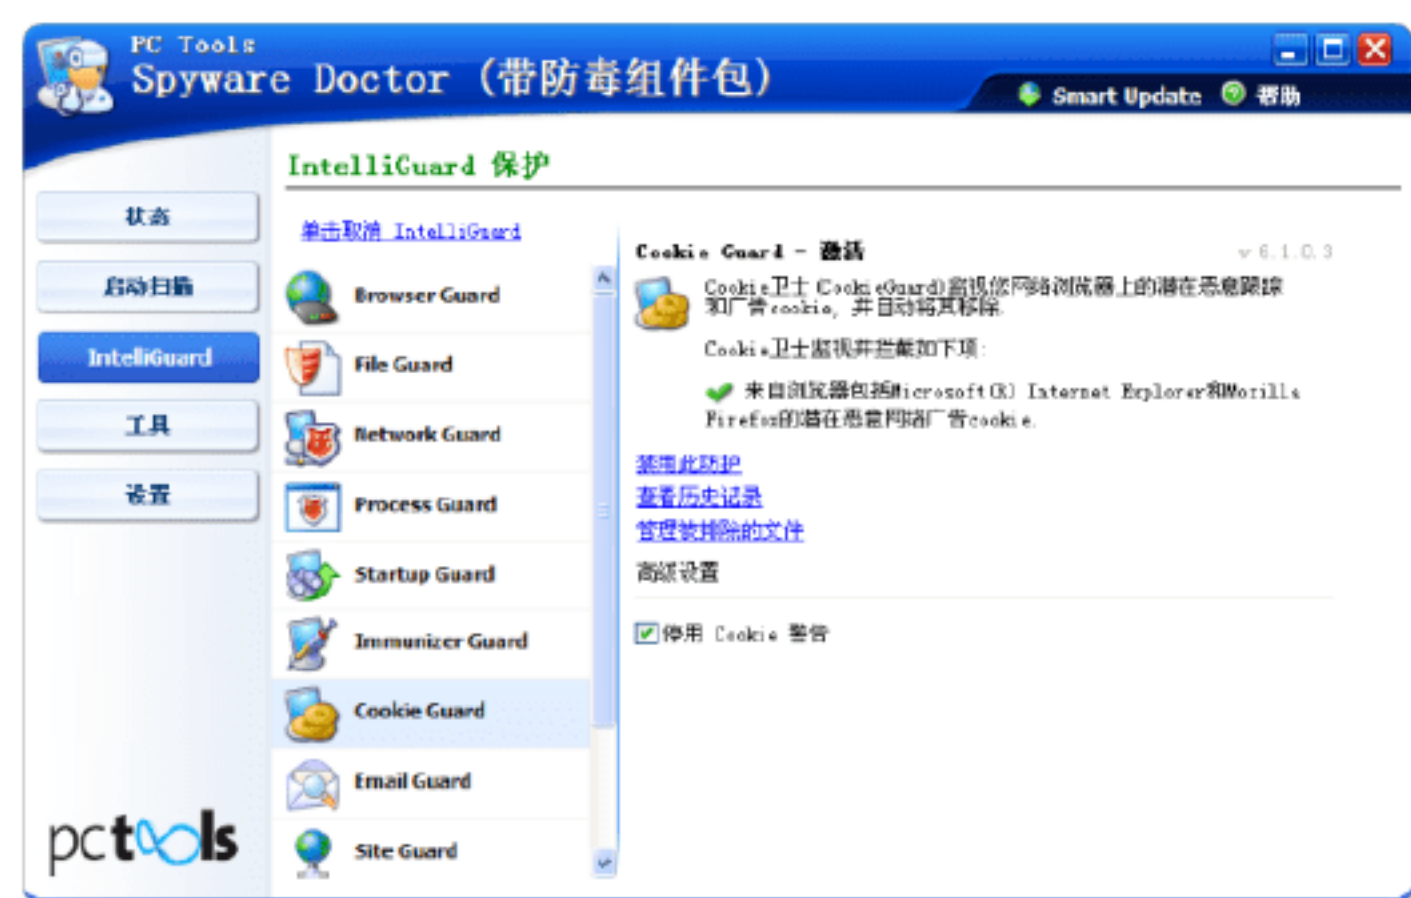 PC Tools
Spyware Doctor (带防毒组件包)
Smart Update 帮助
IntelliGuard 保护
状态
启动扫描
IntelliGuard
工具
设置
单击取消 IntelliGuard
Browser Guard
File Guard
Network Guard
Process Guard
Startup Guard
Immunizer Guard
Cookie Guard
Email Guard
Site Guard
Cookie Guard - 激活
v 6.1.0.3
Cookie卫士(CookieGuard)监视您网络浏览器上的潜在恶意跟踪
和广告cookie, 并自动将其移除.
Cookie卫士监视并拦截如下项:
来自浏览器包括Microsoft(R) Internet Explorer和Mozilla
Firefox的潜在恶意网络广告cookie.
禁用此防护
查看历史记录
管理被排除的文件
高级设置
停用 Cookie 警告
pctools